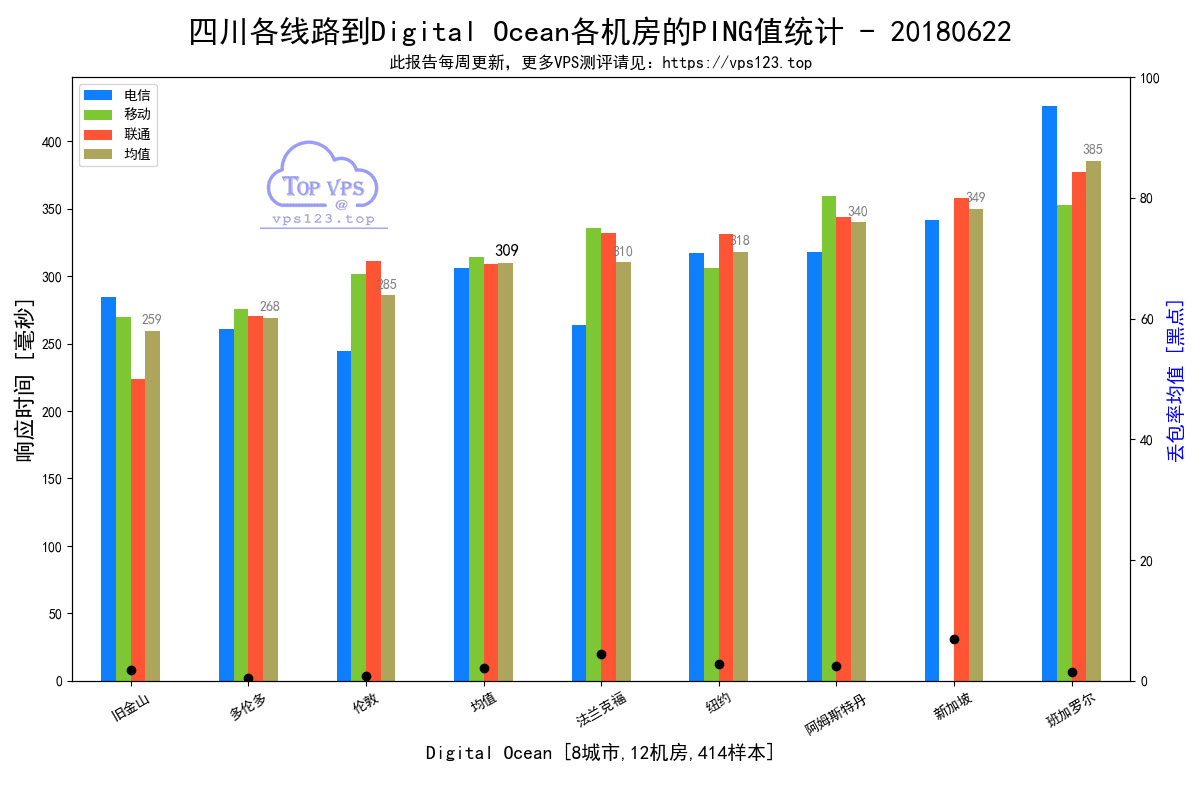 四川各线路到Digital Ocean各机房的PING值统计 - 20180622
此报告每周更新，更多VPS测评请见：https://vps123.top
电信
移动
联通
均值
TOP VPS
@
vps123.top
响应时间 [毫秒]
400
350
300
250
200
150
100
50
0
259
268
285
309
310
318
340
349
385
100
80
60
40
20
0
丢包率均值 [黑点]
旧金山
多伦多
伦敦
均值
法兰克福
纽约
阿姆斯特丹
新加坡
班加罗尔
Digital Ocean [8城市,12机房,414样本]